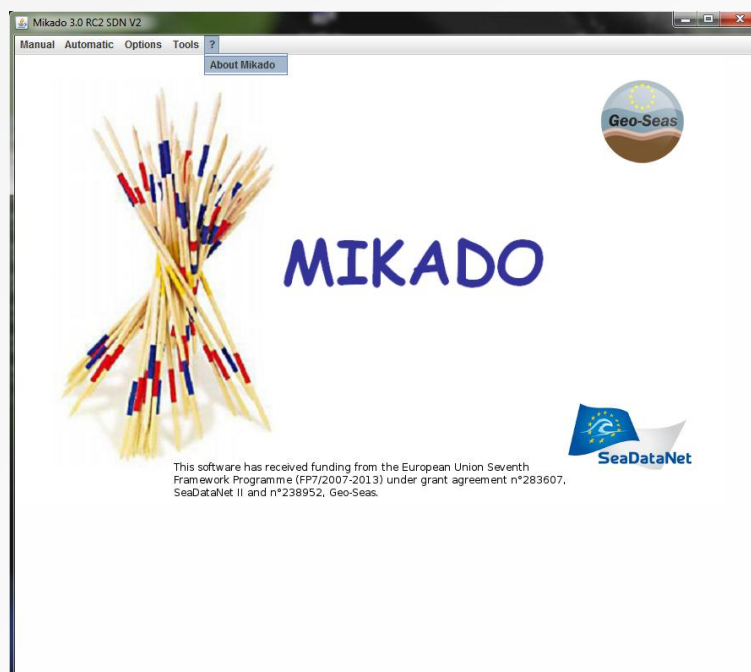 Mikado 3.0 RC2 SDN V2
Manual Automatic Options Tools ?
About Mikado
Geo-Seas
MIKADO
SeaDataNet
This software has received funding from the European Union Seventh
Framework Programme (FP7/2007-2013) under grant agreement n°283607,
SeaDataNet II and n°238952, Geo-Seas.